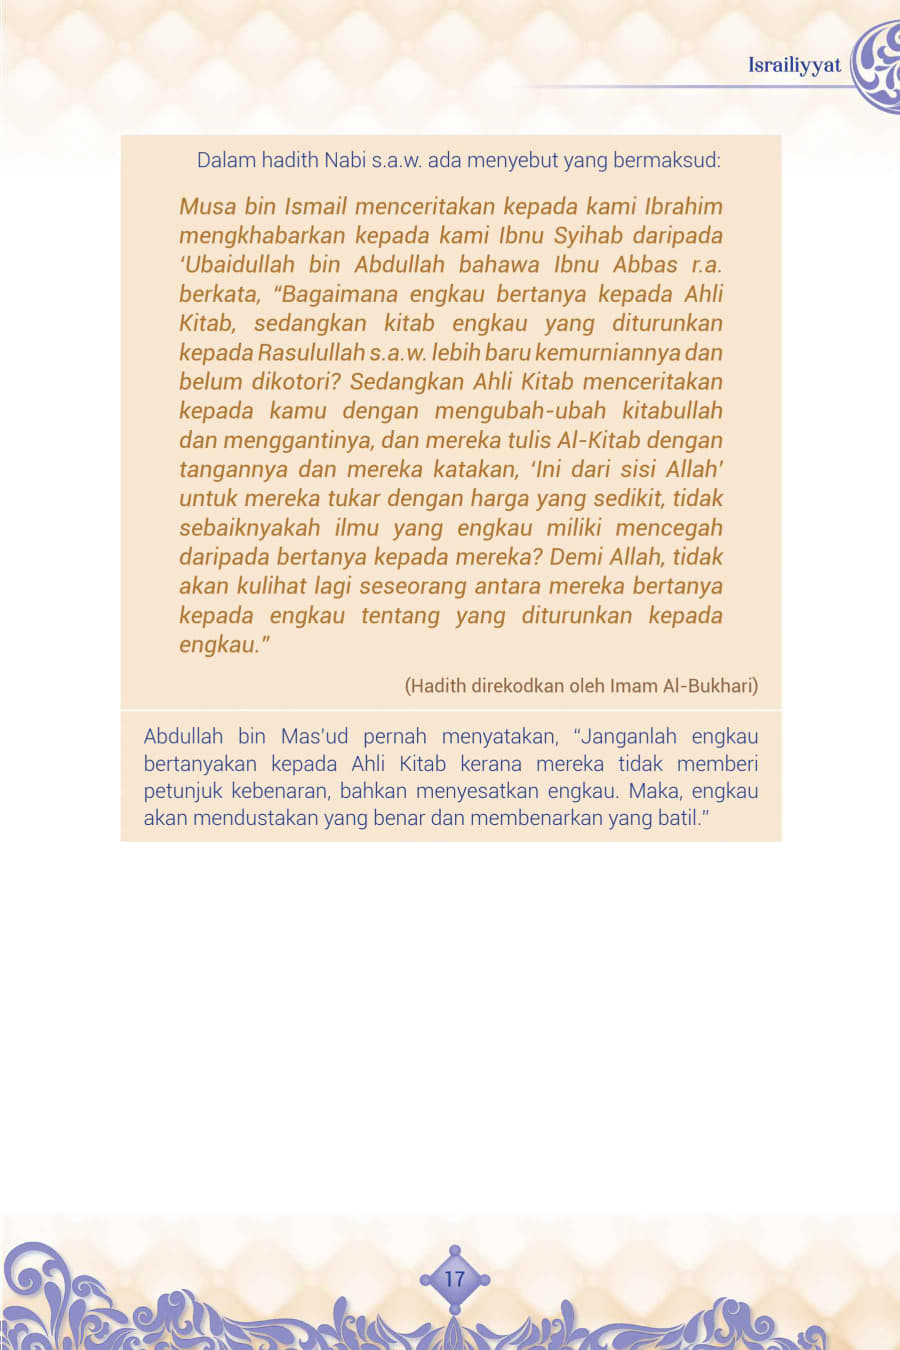 Israiliyyat
Dalam hadith Nabi s.a.w. ada menyebut yang bermaksud:
Musa bin Ismail menceritakan kepada kami Ibrahim
mengkhabarkan kepada kami Ibnu Syihab daripada
‘Ubaidullah bin Abdullah bahawa Ibnu Abbas r.a.
berkata, “Bagaimana engkau bertanya kepada Ahli
Kitab, sedangkan kitab engkau yang diturunkan
kepada Rasulullah s.a.w. lebih baru kemurniannya dan
belum dikotori? Sedangkan Ahli Kitab menceritakan
kepada kamu dengan mengubah-ubah kitabullah
dan menggantinya, dan mereka tulis Al-Kitab dengan
tangannya dan mereka katakan, ‘Ini dari sisi Allah’
untuk mereka tukar dengan harga yang sedikit, tidak
sebaiknyakah ilmu yang engkau miliki mencegah
daripada bertanya kepada mereka? Demi Allah, tidak
akan kulihat lagi seseorang antara mereka bertanya
kepada engkau tentang yang diturunkan kepada
engkau.”
(Hadith direkodkan oleh Imam Al-Bukhari)
Abdullah bin Mas’ud pernah menyatakan, “Janganlah engkau
bertanyakan kepada Ahli Kitab kerana mereka tidak memberi
petunjuk kebenaran, bahkan menyesatkan engkau. Maka, engkau
akan mendustakan yang benar dan membenarkan yang batil.”
17